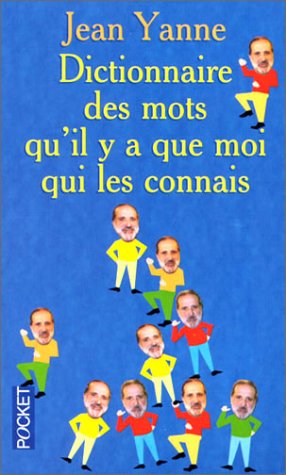 Jean Yanne
Dictionnaire
des mots
qu'il y a que moi
qui les connais
POCKET